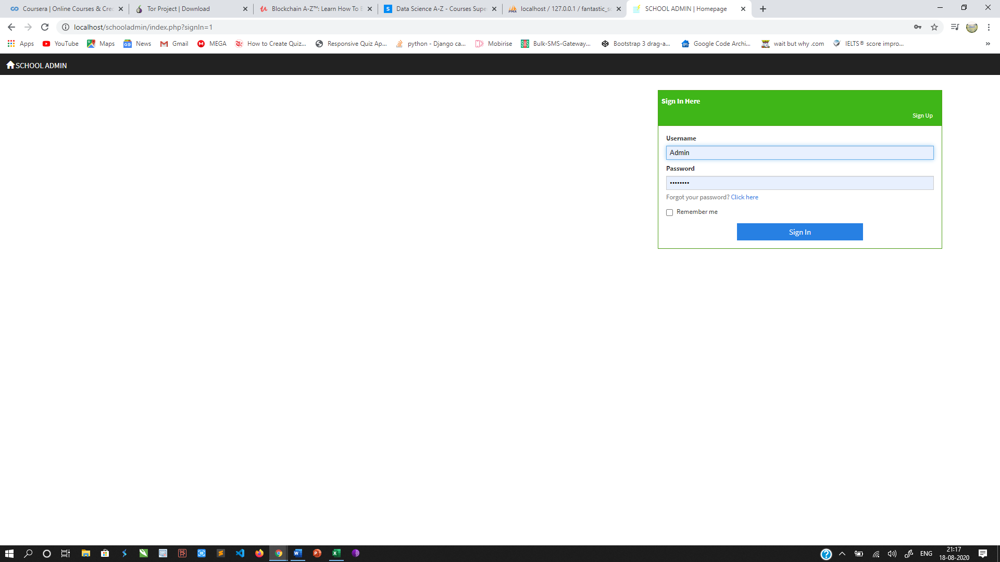 Coursera | Online Courses & Cre
Tor Project | Download
Blockchain A-Z™: Learn How To
Data Science A-Z - Courses Supe
localhost / 127.0.0.1 / fantastic_s
SCHOOL ADMIN | Homepage
localhost/schooladmin/index.php?signIn=1
Apps YouTube Maps News Gmail MEGA How to Create Quiz... Responsive Quiz Ap... python - Django ca... Mobirise Bulk-SMS-Gateway... Bootstrap 3 drag-a... Google Code Archi... wait but why .com IELTS® score impro... »
SCHOOL ADMIN
Sign In Here
Sign Up
Username
Admin
Password
••••••••
Forgot your password? Click here
Remember me
Sign In
ENG
21:17
18-08-2020